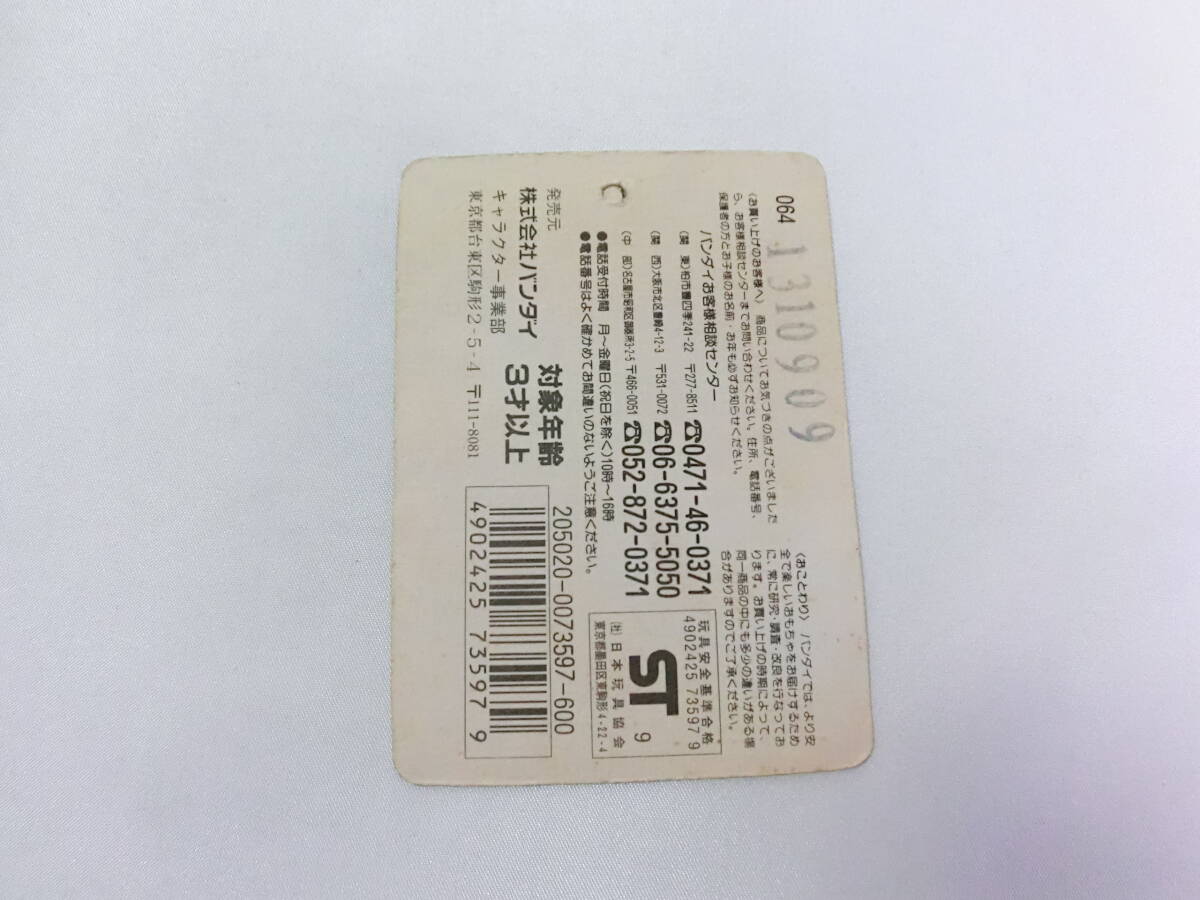 064
1310909
〈お買い上げのお客様へ〉 商品についてお気づきの点がございました
ら、お客様相談センターまでお問い合わせください。住所、電話番号、
保護者の方とお子様のお名前・お年も必ずお知らせください。
バンダイお客様相談センター
(関 東)柏市豊四季241-22 〒277-8511 ☎0471-46-0371
(関 西)大阪市北区豊崎4-12-3 〒531-0072 ☎06-6375-5050
(中 部)名古屋市昭和区御器所3-2-5 〒466-0051 ☎052-872-0371
●電話受付時間 月～金曜日(祝日を除く)10時～16時
●電話番号はよく確かめてお間違いのないようご注意ください。
発売元
株式会社バンダイ
キャラクター事業部
東京都台東区駒形2-5-4 〒111-8081
対象年齢
3才以上
〈おことわり〉 バンダイでは、より安
全で楽しいおもちゃをお届けするため
に、常に研究・調査・改良を行なってお
ります。お買い上げの時期によって、
同一商品の中にも多少の違いがある場
合がありますのでご了承ください。
玩具安全基準合格
4902425 73597 9
ST 9
(社)日本玩具協会
東京都墨田区東駒形4-22-4
205020-0073597-600
4902425 73597 9